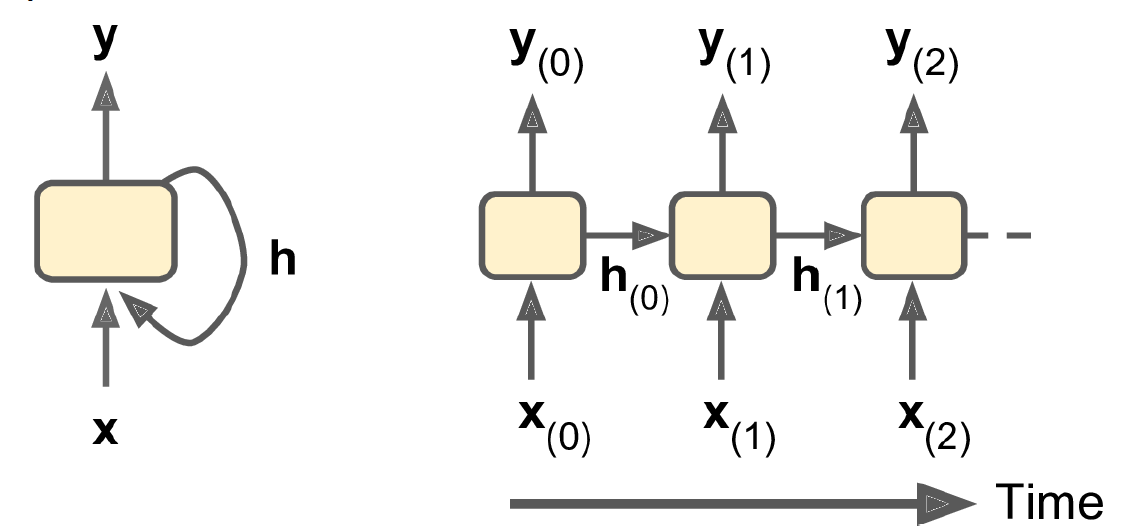 y
h
x
y(0) y(1) y(2)
h(0) h(1)
x(0) x(1) x(2)
Time